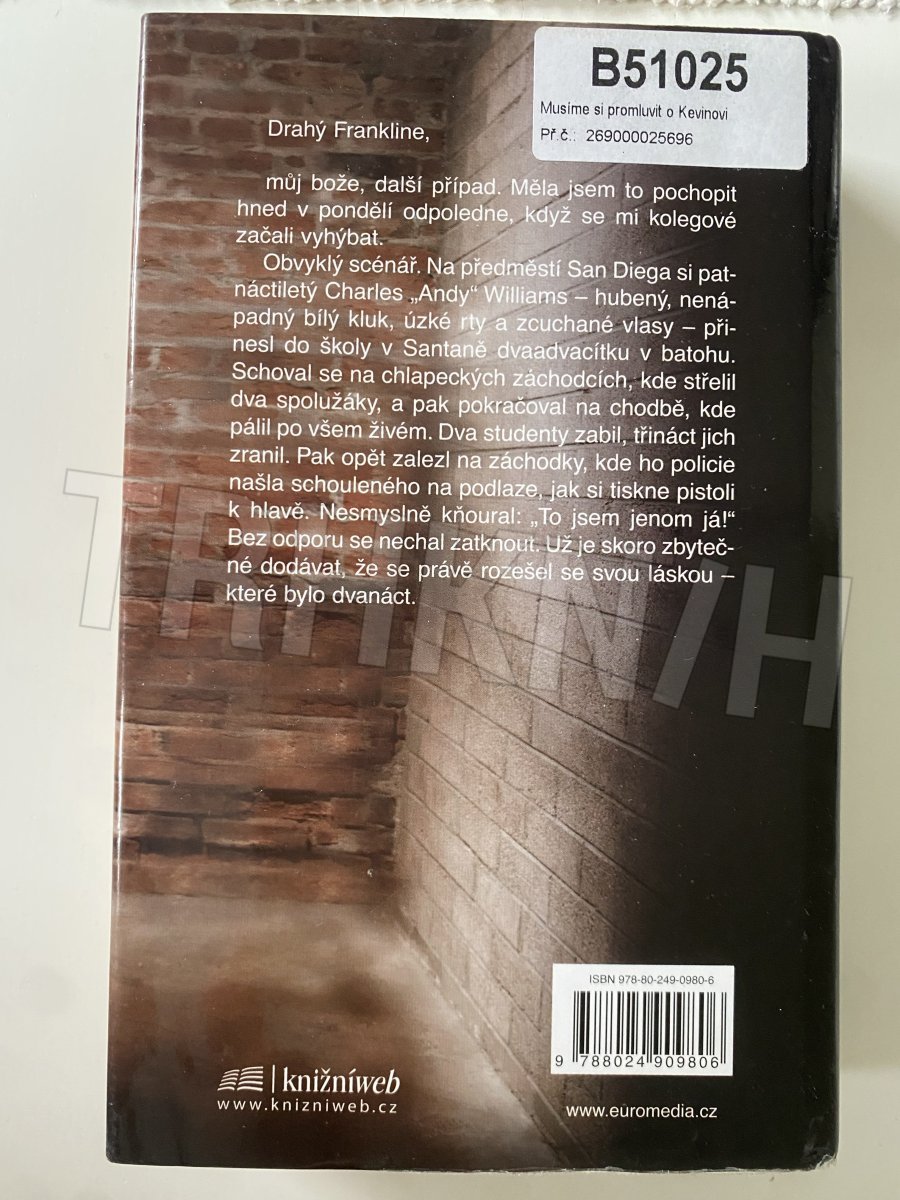 B51025
Musíme si promluvit o Kevinovi
Př.č.: 269000025696
Drahý Frankline,
můj bože, další případ. Měla jsem to pochopit
hned v pondělí odpoledne, když se mi kolegové
začali vyhýbat.
Obvyklý scénář. Na předměstí San Diega si pat-
náctiletý Charles „Andy“ Williams – hubený, nená-
padný bílý kluk, úzké rty a zcuchané vlasy – při-
nesl do školy v Santaně dvaadvacítku v batohu.
Schoval se na chlapeckých záchodcích, kde střelil
dva spolužáky, a pak pokračoval na chodbě, kde
pálil po všem živém. Dva studenty zabil, třináct jich
zranil. Pak opět zalezl na záchodky, kde ho policie
našla schouleného na podlaze, jak si tiskne pistoli
k hlavě. Nesmyslně kňoural: „To jsem jenom já!“
Bez odporu se nechal zatknout. Už je skoro zbyteč-
né dodávat, že se právě rozešel se svou láskou –
které bylo dvanáct.
TRHKNIH
ISBN 978-80-249-0980-6
9 788024 909806
knižníweb
www.knizniweb.cz
www.euromedia.cz